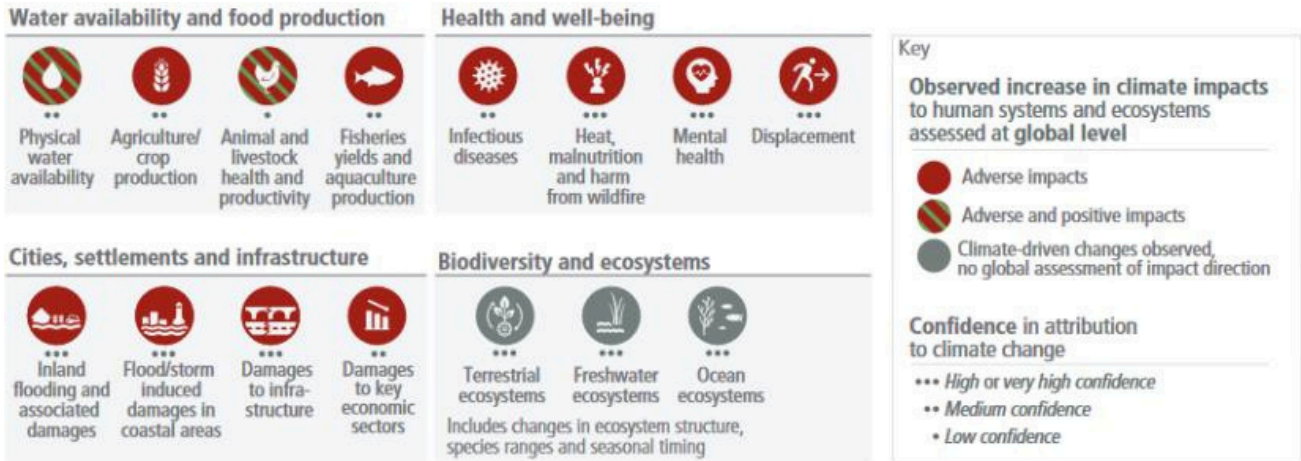 Water availability and food production
••
Physical
water
availability
••
Agriculture/
crop
production
•
Animal and
livestock
health and
productivity
••
Fisheries
yields and
aquaculture
production
Health and well-being
••
Infectious
diseases
•••
Heat,
malnutrition
and harm
from wildfire
•••
Mental
health
•••
Displacement
Cities, settlements and infrastructure
•••
Inland
flooding and
associated
damages
•••
Flood/storm
induced
damages in
coastal areas
•••
Damages
to infra-
structure
••
Damages
to key
economic
sectors
Biodiversity and ecosystems
•••
Terrestrial
ecosystems
•••
Freshwater
ecosystems
•••
Ocean
ecosystems
Includes changes in ecosystem structure,
species ranges and seasonal timing
Key
Observed increase in climate impacts
to human systems and ecosystems
assessed at global level
Adverse impacts
Adverse and positive impacts
Climate-driven changes observed,
no global assessment of impact direction
Confidence in attribution
to climate change
••• High or very high confidence
•• Medium confidence
• Low confidence